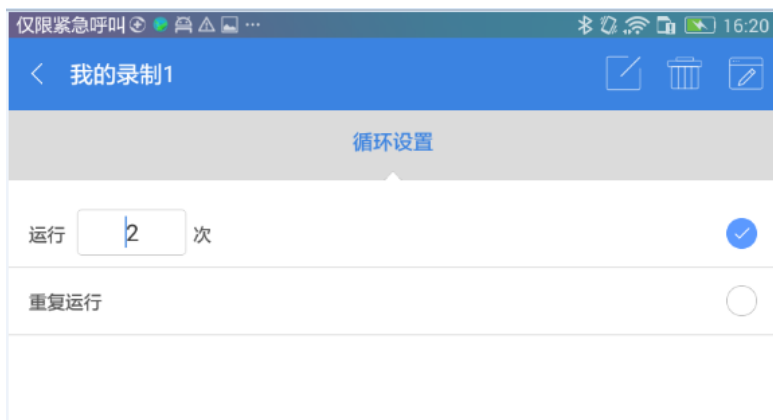 仅限紧急呼叫 ··· 16:20
我的录制1
循环设置
运行 2 次
重复运行